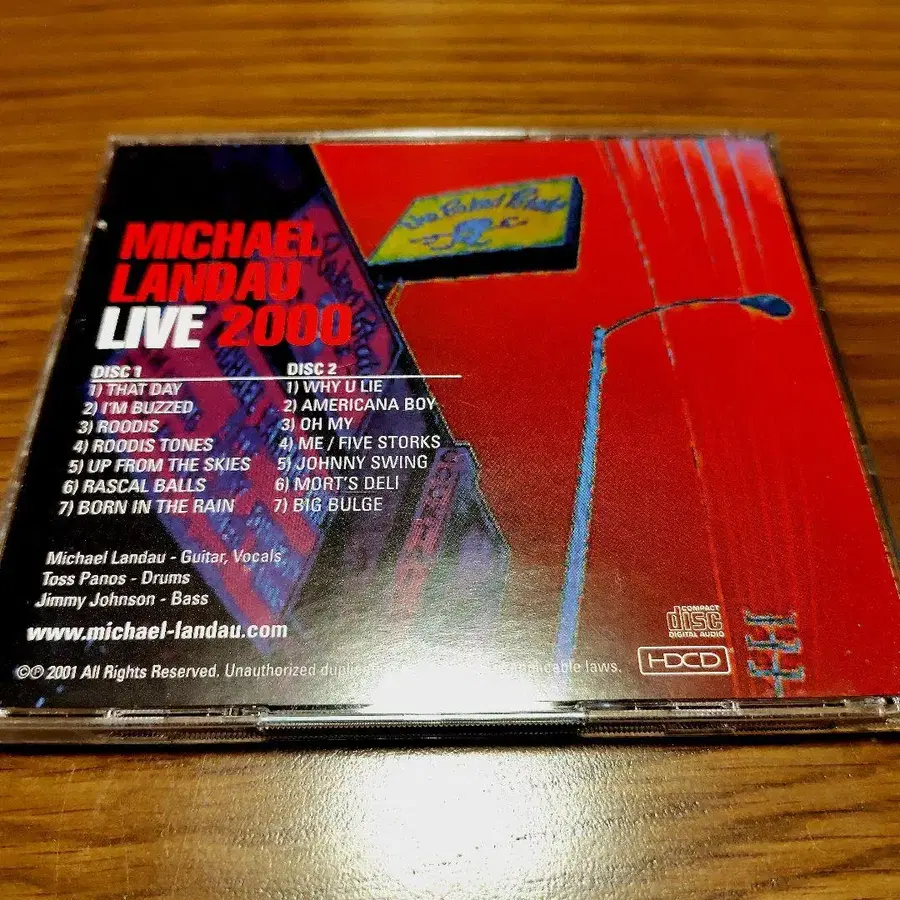 MICHAEL
LANDAU
LIVE 2000
DISC 1
1) THAT DAY
2) I'M BUZZED
3) ROODIS
4) ROODIS TONES
5) UP FROM THE SKIES
6) RASCAL BALLS
7) BORN IN THE RAIN
DISC 2
1) WHY U LIE
2) AMERICANA BOY
3) OH MY
4) ME / FIVE STORKS
5) JOHNNY SWING
6) MORT'S DELI
7) BIG BULGE
Michael Landau - Guitar, Vocals
Toss Panos - Drums
Jimmy Johnson - Bass
www.michael-landau.com
©℗ 2001 All Rights Reserved. Unauthorized laws.
COMPACT
disc
DIGITAL AUDIO
HDCD